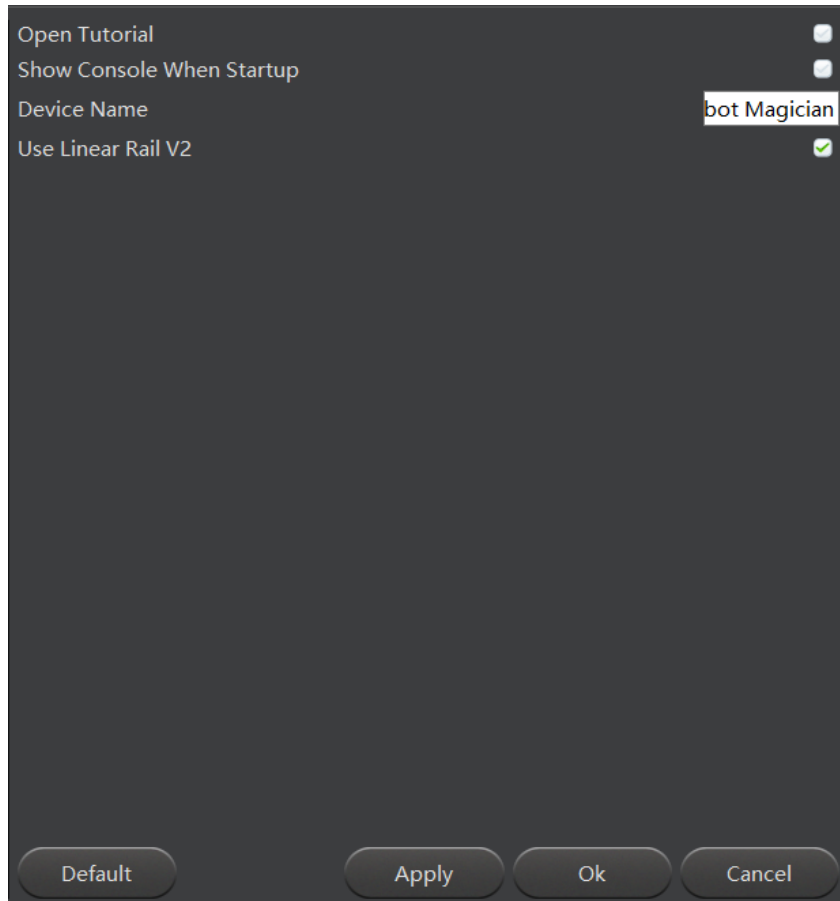 Open Tutorial
Show Console When Startup
Device Name bot Magician
Use Linear Rail V2
Default Apply Ok Cancel